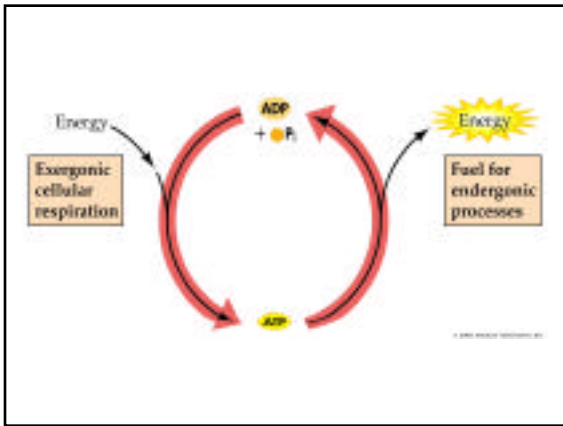 ADP
+ Pi
Energy
Energy
Exergonic
cellular
respiration
Fuel for
endergonic
processes
ATP